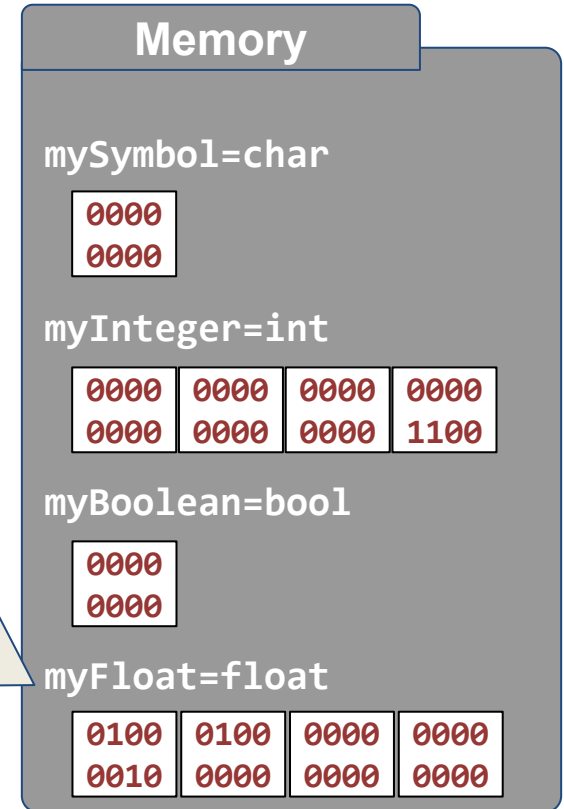 Memory
mySymbol=char
0000
0000
myInteger=int
0000 0000 0000 0000
0000 0000 0000 1100
myBoolean=bool
0000
0000
myFloat=float
0100 0100 0000 0000
0010 0000 0000 0000